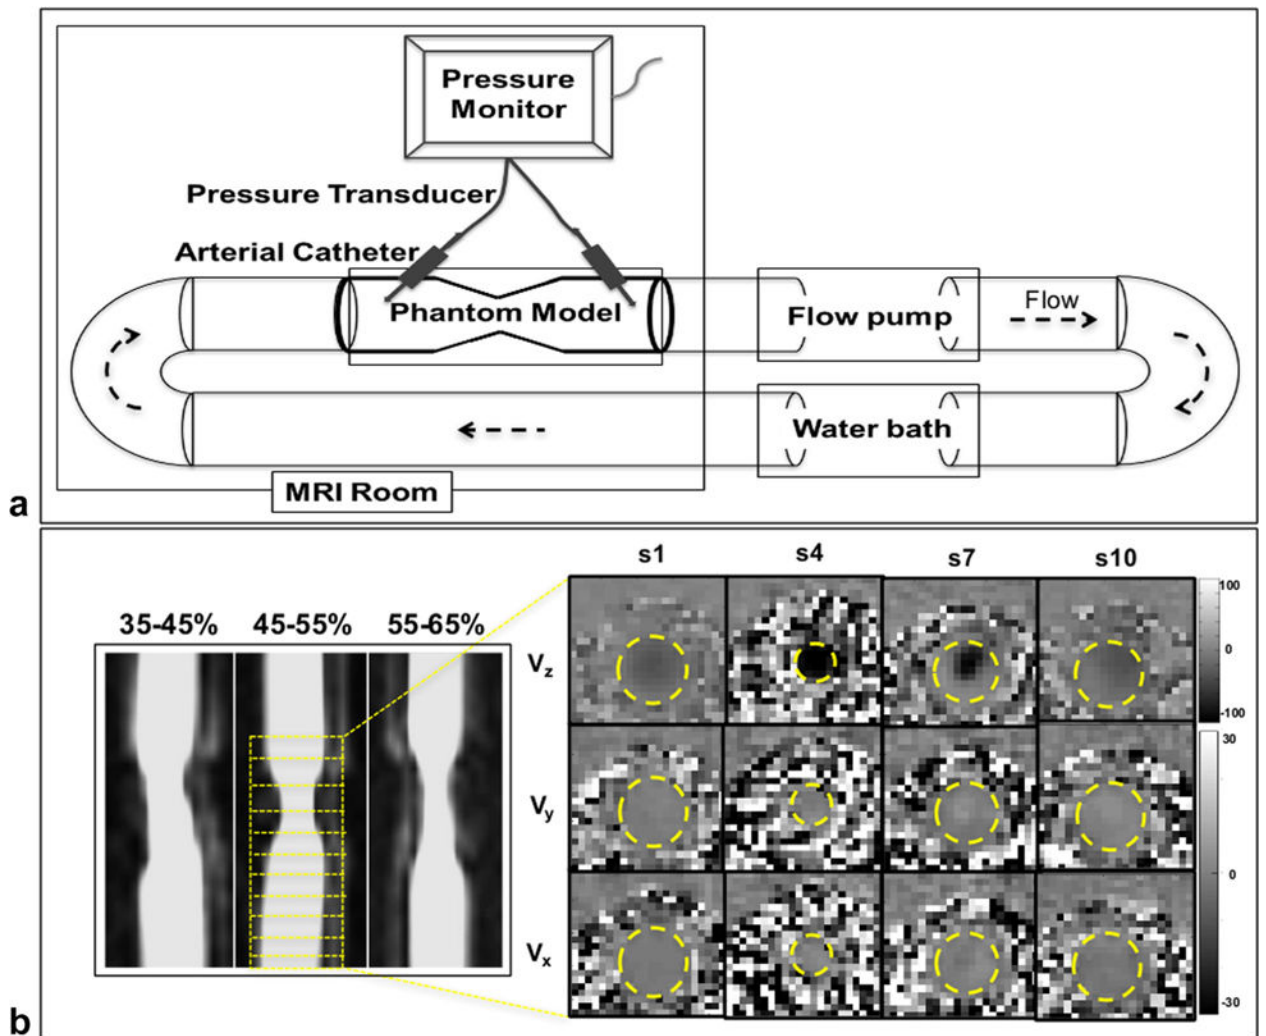 Pressure
Monitor
Pressure Transducer
Arterial Catheter
Phantom Model
Flow pump
Flow
Water bath
MRI Room
a
s1 s4 s7 s10
35-45% 45-55% 55-65%
Vz
Vy
Vx
100
0
-100
30
0
-30
b